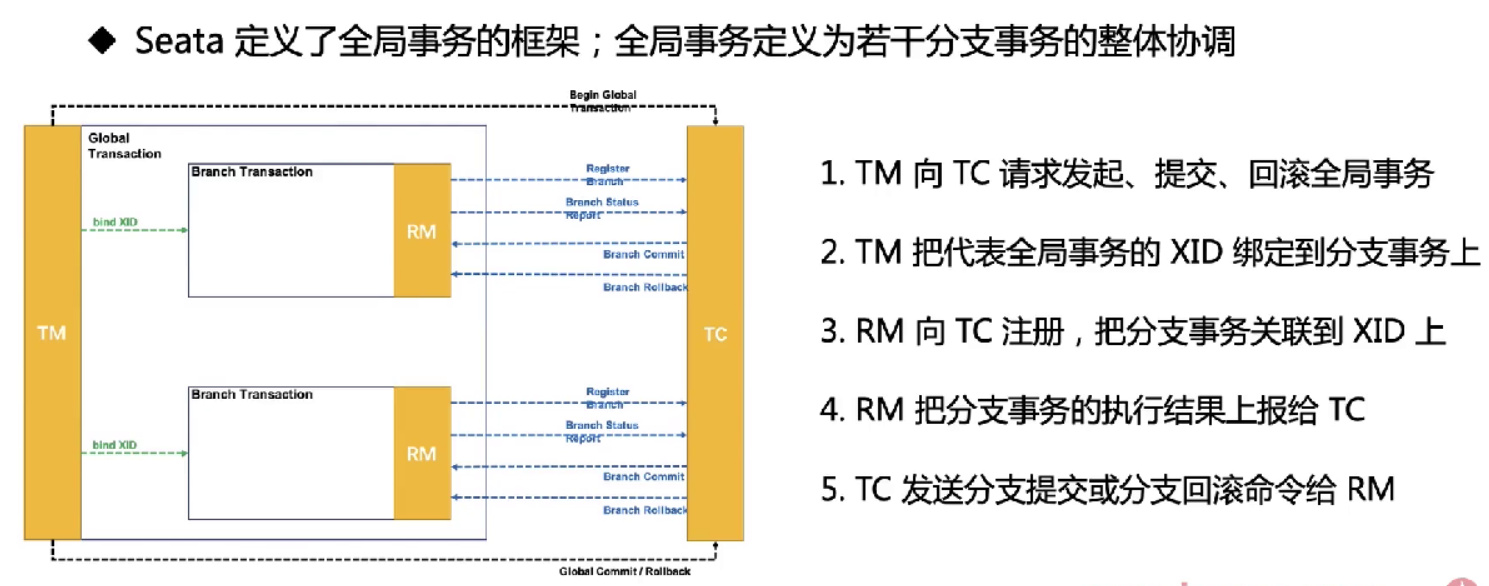 ◆ Seata 定义了全局事务的框架；全局事务定义为若干分支事务的整体协调
Begin Global
Transaction
Global
Transaction
Branch Transaction
bind XID
RM
Register
Branch
Branch Status
Report
Branch Commit
Branch Rollback
TM
TC
Branch Transaction
bind XID
RM
Register
Branch
Branch Status
Report
Branch Commit
Branch Rollback
Global Commit / Rollback
1. TM 向 TC 请求发起、提交、回滚全局事务
2. TM 把代表全局事务的 XID 绑定到分支事务上
3. RM 向 TC 注册，把分支事务关联到 XID 上
4. RM 把分支事务的执行结果上报给 TC
5. TC 发送分支提交或分支回滚命令给 RM